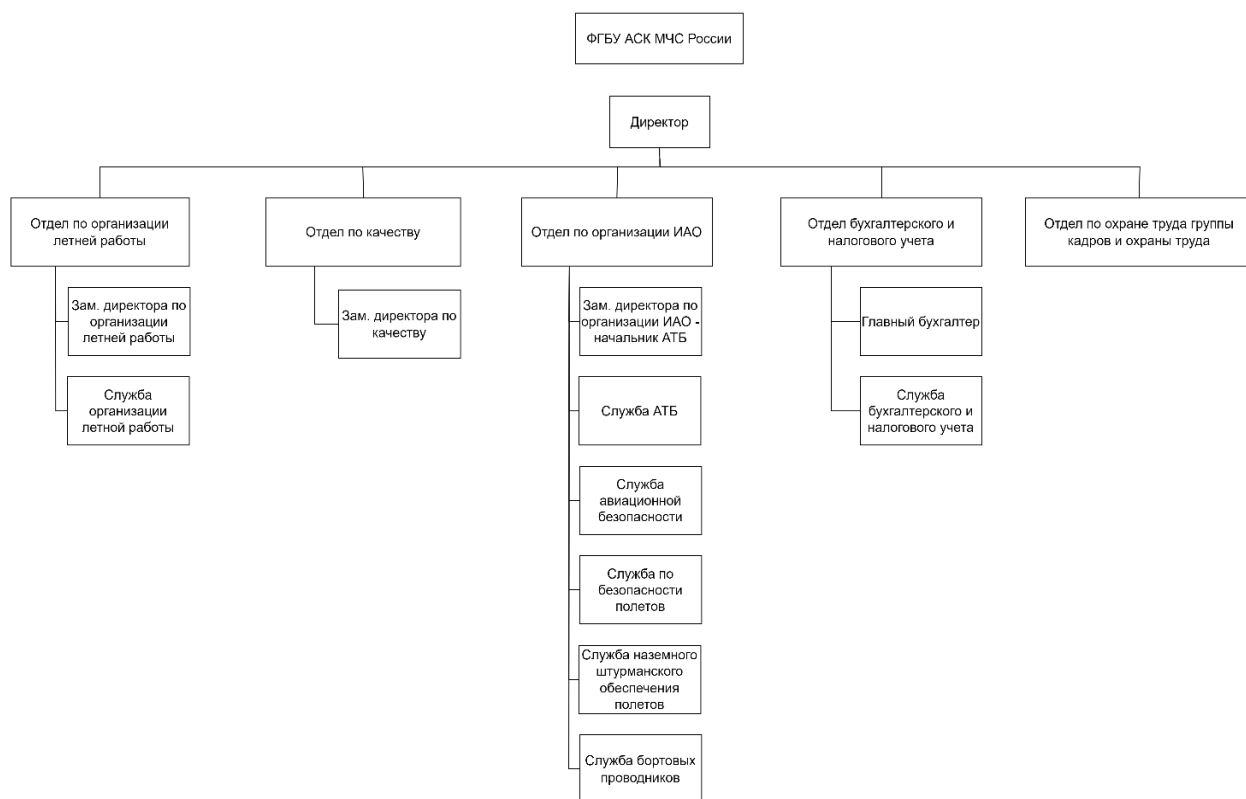 ФГБУ АСК МЧС России
Директор
Отдел по организации
летней работы
Отдел по качеству
Отдел по организации ИАО
Отдел бухгалтерского и
налогового учета
Отдел по охране труда группы
кадров и охраны труда
Зам. директора по
организации
летней работы
Служба
организации
летной работы
Зам. директора по
качеству
Зам. директора по
организации ИАО -
начальник АТБ
Служба АТБ
Служба
авиационной
безопасности
Служба по
безопасности
полетов
Служба наземного
штурманского
обеспечения
полетов
Служба бортовых
проводников
Главный бухгалтер
Служба
бухгалтерского и
налогового учета